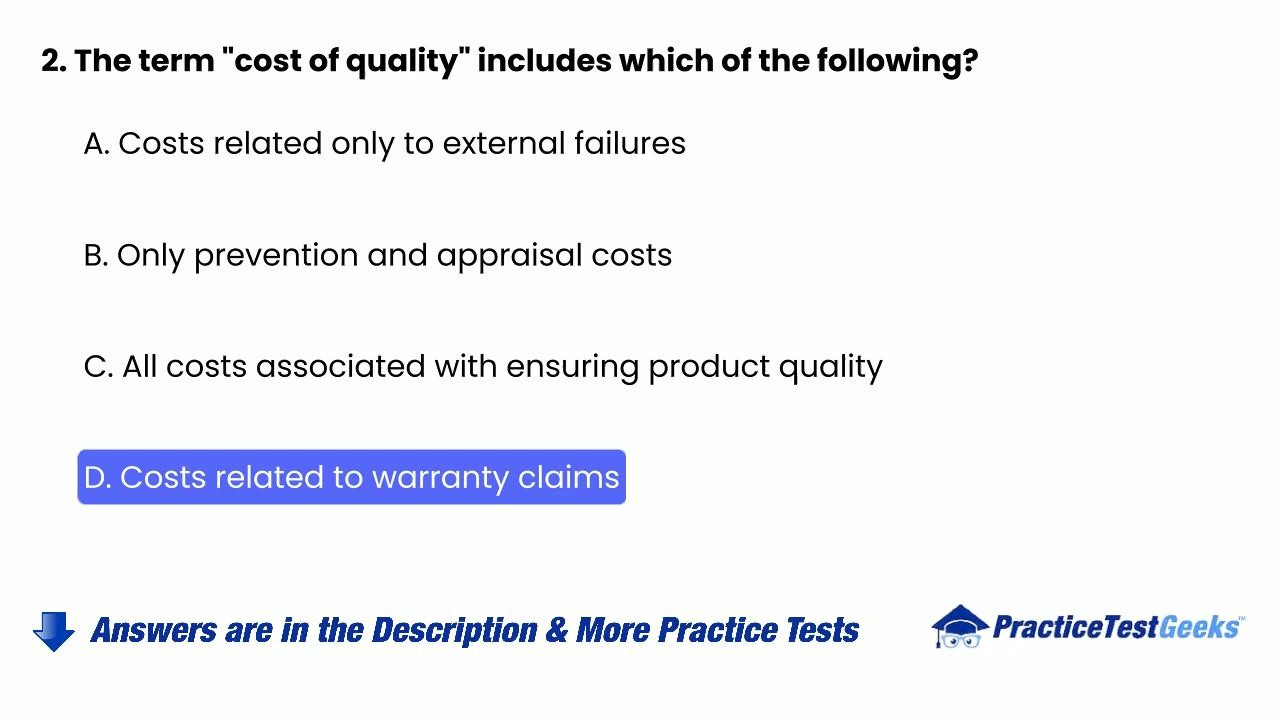 2. The term "cost of quality" includes which of the following?
A. Costs related only to external failures
B. Only prevention and appraisal costs
C. All costs associated with ensuring product quality
D. Costs related to warranty claims
Answers are in the Description & More Practice Tests
PracticeTestGeeks™